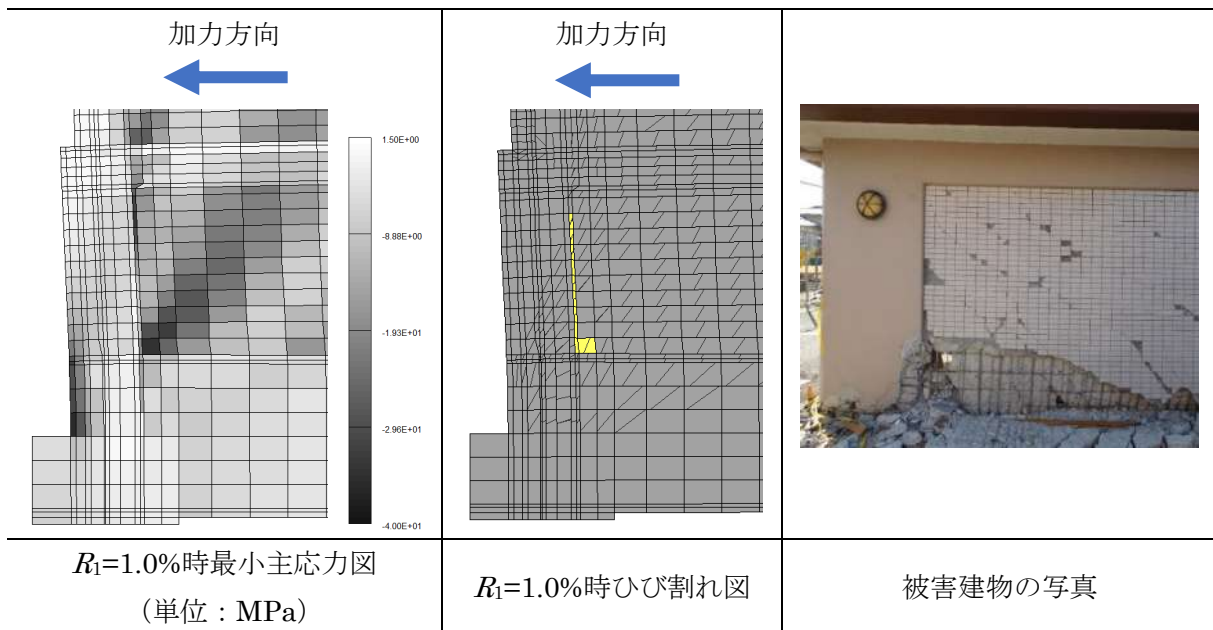 加力方向
加力方向
1.50E+00
-8.88E+00
-1.93E+01
-2.96E+01
-4.00E+01
R₁=1.0%時最小主応力図
（単位：MPa）
R₁=1.0%時ひび割れ図
被害建物の写真